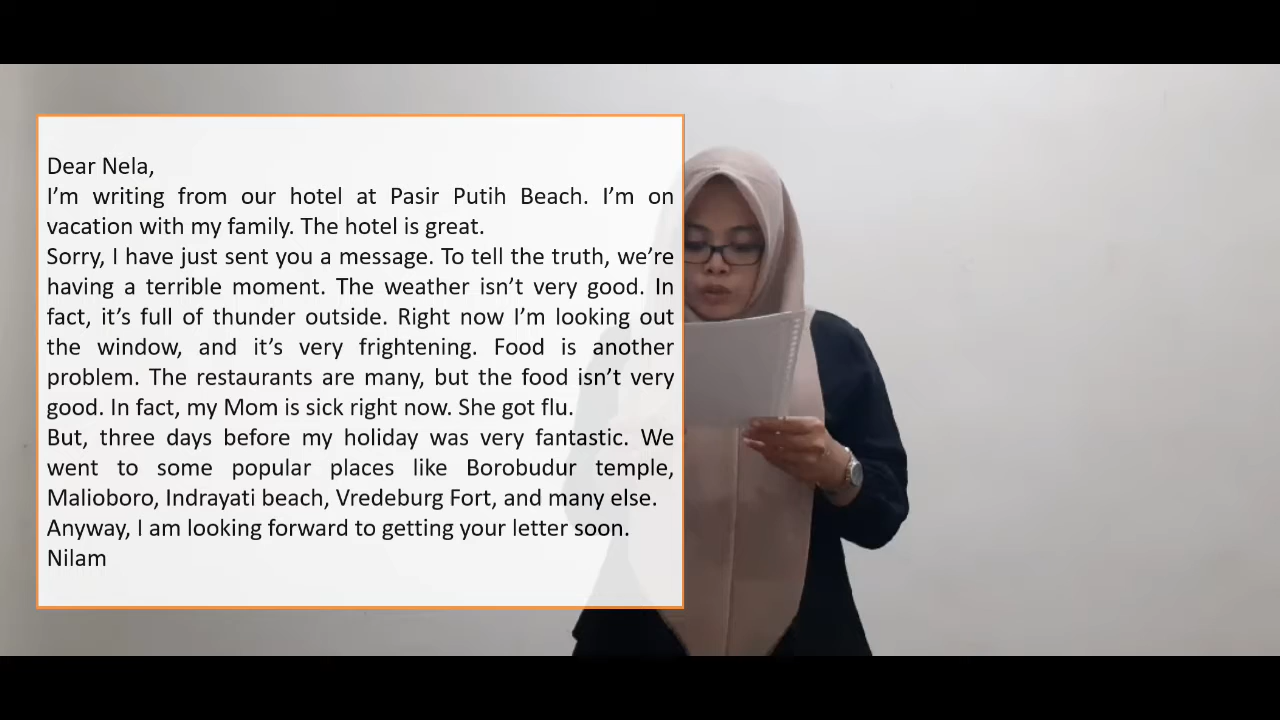 Dear Nela,
I’m writing from our hotel at Pasir Putih Beach. I’m on
vacation with my family. The hotel is great.
Sorry, I have just sent you a message. To tell the truth, we’re
having a terrible moment. The weather isn’t very good. In
fact, it’s full of thunder outside. Right now I’m looking out
the window, and it’s very frightening. Food is another
problem. The restaurants are many, but the food isn’t very
good. In fact, my Mom is sick right now. She got flu.
But, three days before my holiday was very fantastic. We
went to some popular places like Borobudur temple,
Malioboro, Indrayati beach, Vredeburg Fort, and many else.
Anyway, I am looking forward to getting your letter soon.
Nilam